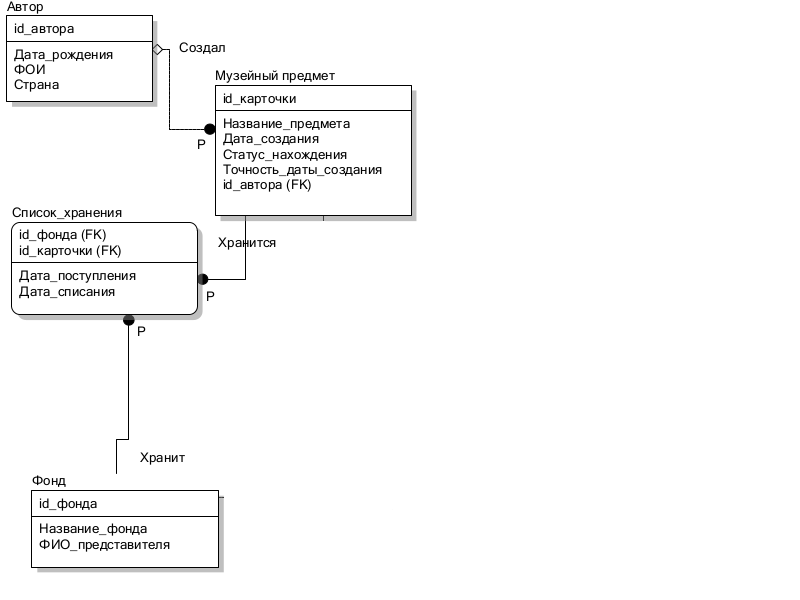 Автор
id_автора
Дата_рождения
ФОИ
Страна
Создал
Музейный предмет
id_карточки
Название_предмета
Дата_создания
Статус_нахождения
Точность_даты_создания
id_автора (FK)
P
Список_хранения
id_фонда (FK)
id_карточки (FK)
Дата_поступления
Дата_списания
Хранится
P
P
Хранит
Фонд
id_фонда
Название_фонда
ФИО_представителя